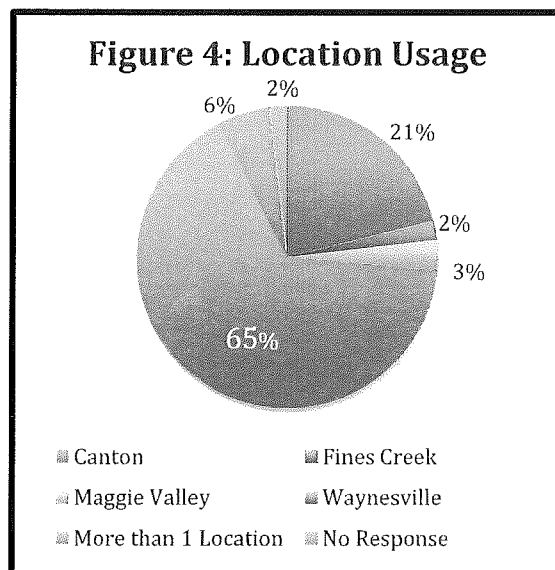 Figure 4: Location Usage
2%
6%
21%
2%
3%
65%
Canton
Fines Creek
Maggie Valley
Waynesville
More than 1 Location
No Response